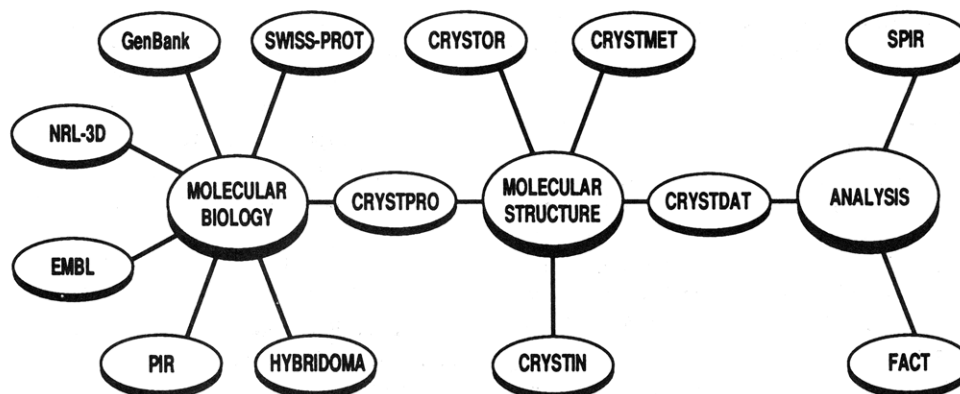 GenBank
SWISS-PROT
CRYSTOR
CRYSTMET
SPIR
NRL-3D
MOLECULAR
BIOLOGY
CRYSTPRO
MOLECULAR
STRUCTURE
CRYSTDAT
ANALYSIS
EMBL
PIR
HYBRIDOMA
CRYSTIN
FACT